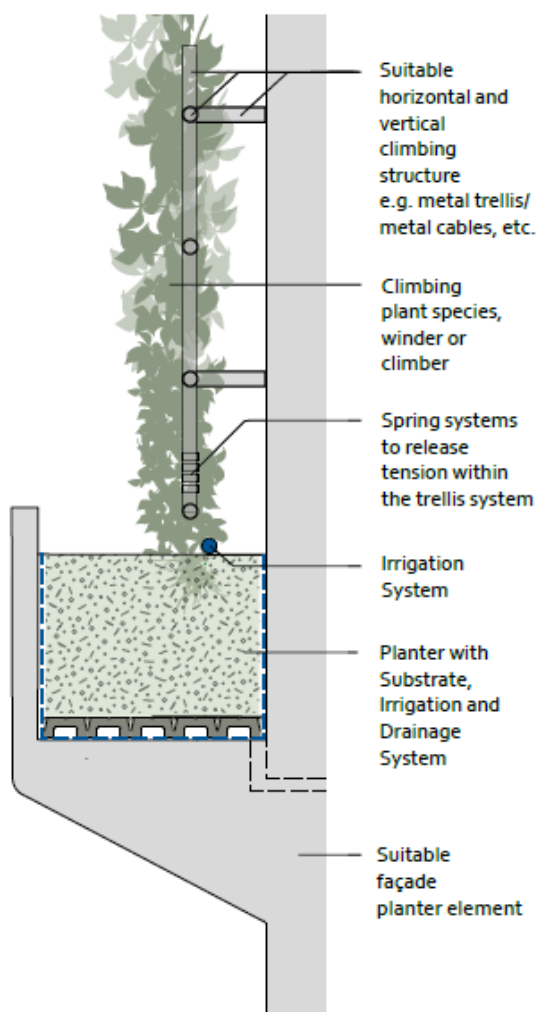 Suitable
horizontal and
vertical
climbing
structure
e.g. metal trellis/
metal cables, etc.
Climbing
plant species,
winder or
climber
Spring systems
to release
tension within
the trellis system
Irrigation
System
Planter with
Substrate,
Irrigation and
Drainage
System
Suitable
façade
planter element